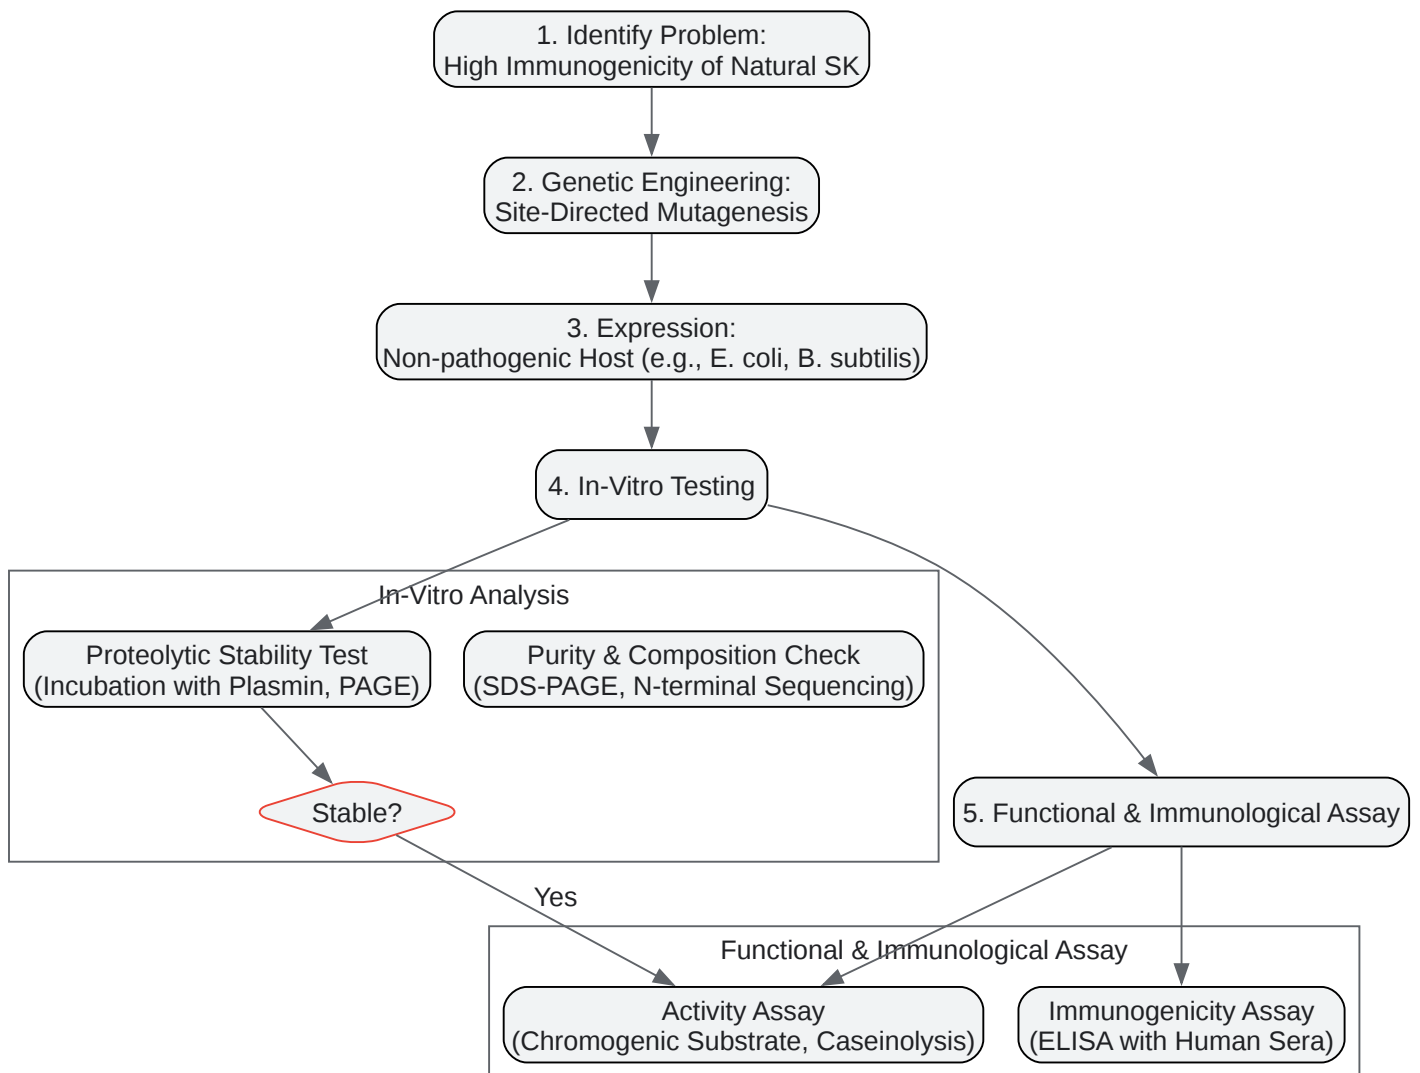 1. Identify Problem:
High Immunogenicity of Natural SK
2. Genetic Engineering:
Site-Directed Mutagenesis
3. Expression:
Non-pathogenic Host (e.g., E. coli, B. subtilis)
4. In-Vitro Testing
In-Vitro Analysis
Proteolytic Stability Test
(Incubation with Plasmin, PAGE)
Purity & Composition Check
(SDS-PAGE, N-terminal Sequencing)
Stable?
5. Functional & Immunological Assay
Yes
Functional & Immunological Assay
Activity Assay
(Chromogenic Substrate, Caseinolysis)
Immunogenicity Assay
(ELISA with Human Sera)